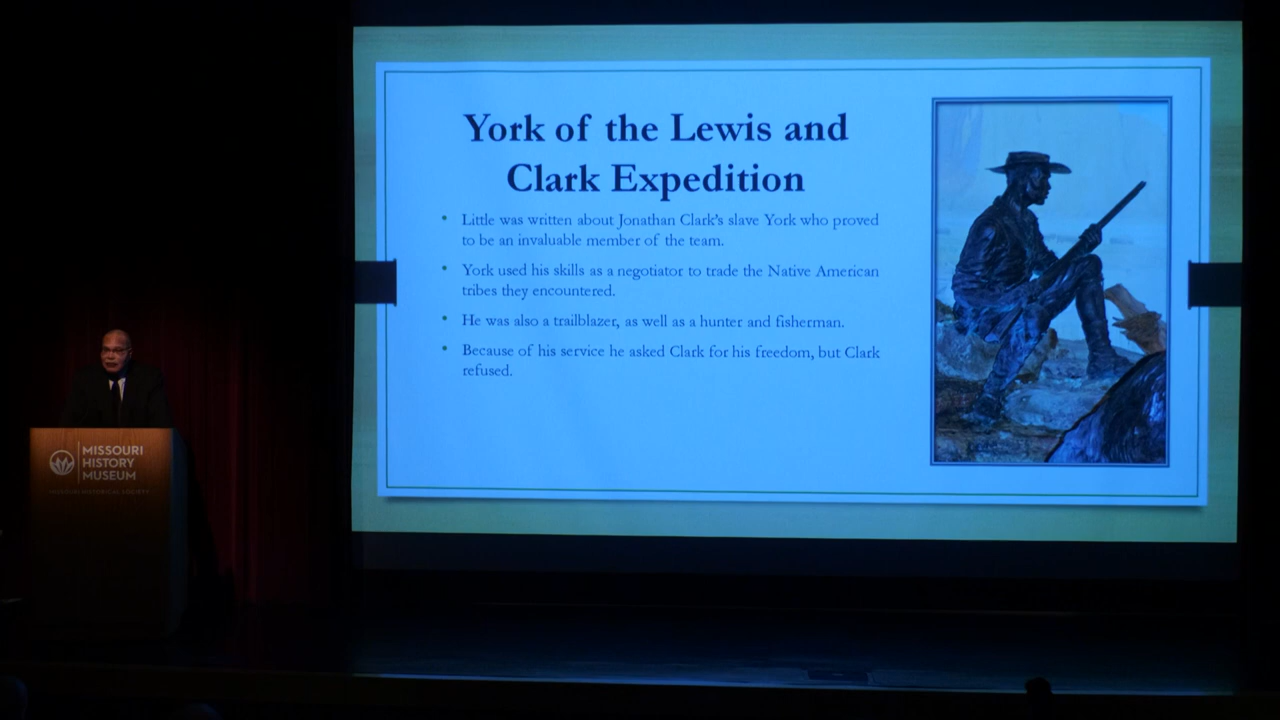 York of the Lewis and
Clark Expedition
• Little was written about Jonathan Clark's slave York who proved
to be an invaluable member of the team.
• York used his skills as a negotiator to trade the Native American
tribes they encountered.
• He was also a trailblazer, as well as a hunter and fisherman.
• Because of his service he asked Clark for his freedom, but Clark
refused.
MISSOURI
HISTORY
MUSEUM
MISSOURI HISTORICAL SOCIETY